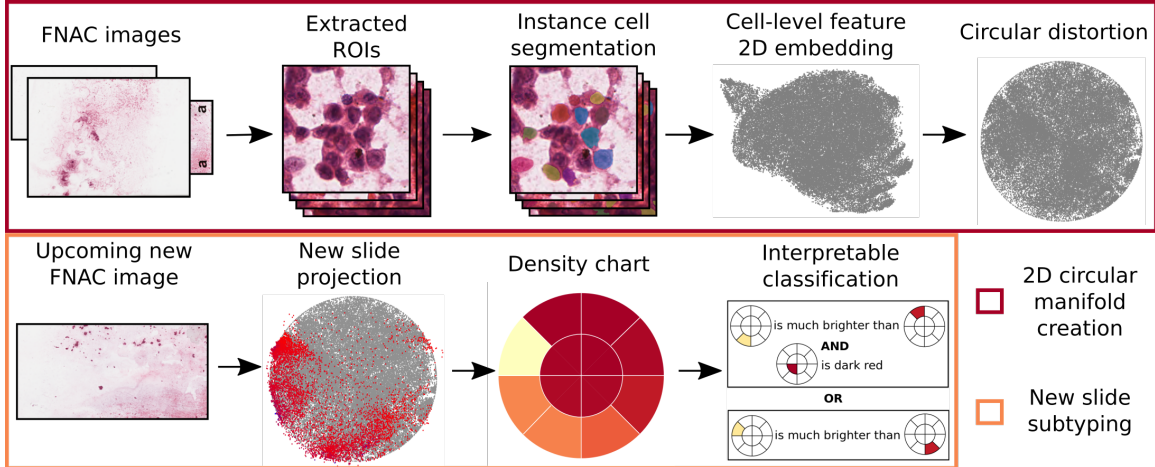 FNAC images
Extracted
ROIs
Instance cell
segmentation
Cell-level feature
2D embedding
Circular distortion
a
a
Upcoming new
FNAC image
New slide
projection
Density chart
Interpretable
classification
is much brighter than
AND
is dark red
OR
is much brighter than
2D circular
manifold
creation
New slide
subtyping